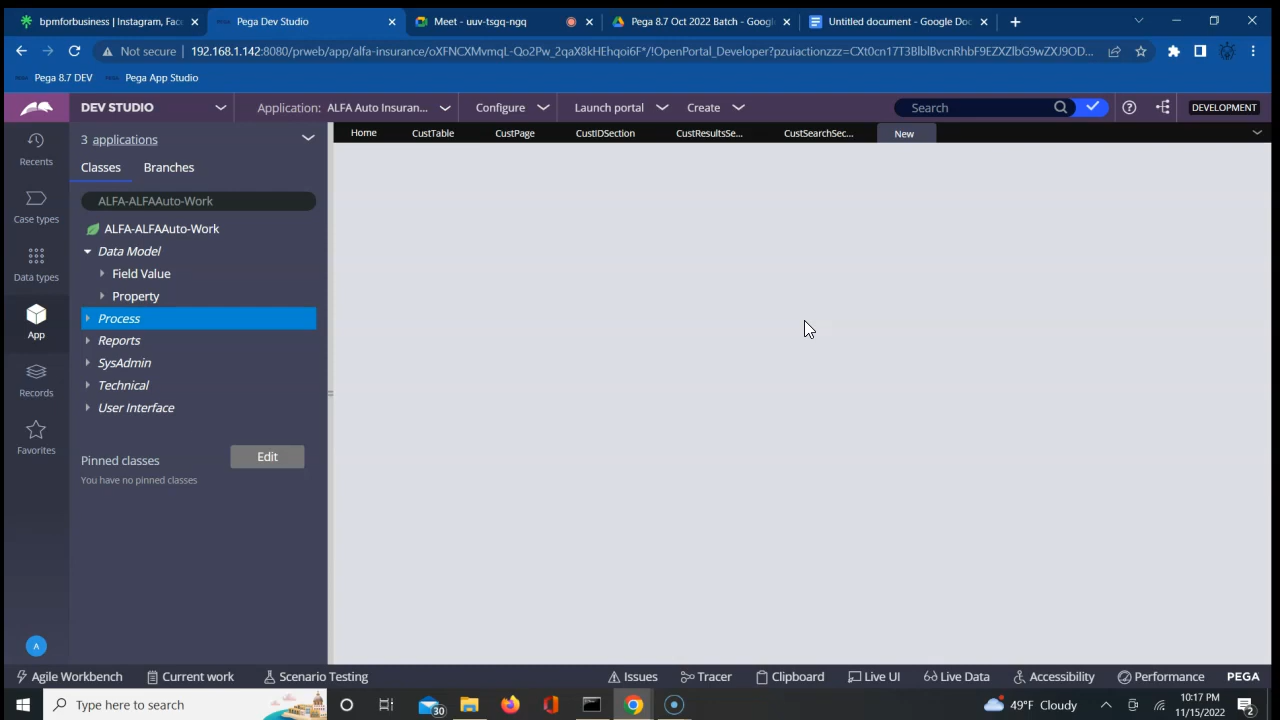 bpmforbusiness | Instagram, Fac
Pega Dev Studio
Meet - uuv-tsgq-ngq
Pega 8.7 Oct 2022 Batch - Googl
Untitled document - Google Doc
Not secure
192.168.1.142:8080/prweb/app/alfa-insurance/oXFNCXMvmqL-Qo2Pw_2qaX8kHEhqoi6F*/!OpenPortal_Developer?pzuiactionzzz=CXt0cn17T3BlblBvcnRhbF9EZXZlbG9wZXJ9OD...
Pega 8.7 DEV
Pega App Studio
DEV STUDIO
Application: ALFA Auto Insuran...
Configure
Launch portal
Create
Search
DEVELOPMENT
Recents
Case types
Data types
App
Records
Favorites
A
3 applications
Classes
Branches
ALFA-ALFAAuto-Work
ALFA-ALFAAuto-Work
Data Model
Field Value
Property
Process
Reports
SysAdmin
Technical
User Interface
Pinned classes
Edit
You have no pinned classes
Home
CustTable
CustPage
CustIDSection
CustResultsSe...
CustSearchSec...
New
Agile Workbench
Current work
Scenario Testing
Issues
Tracer
Clipboard
Live UI
Live Data
Accessibility
Performance
PEGA
Type here to search
30
49°F Cloudy
10:17 PM
11/15/2022
2